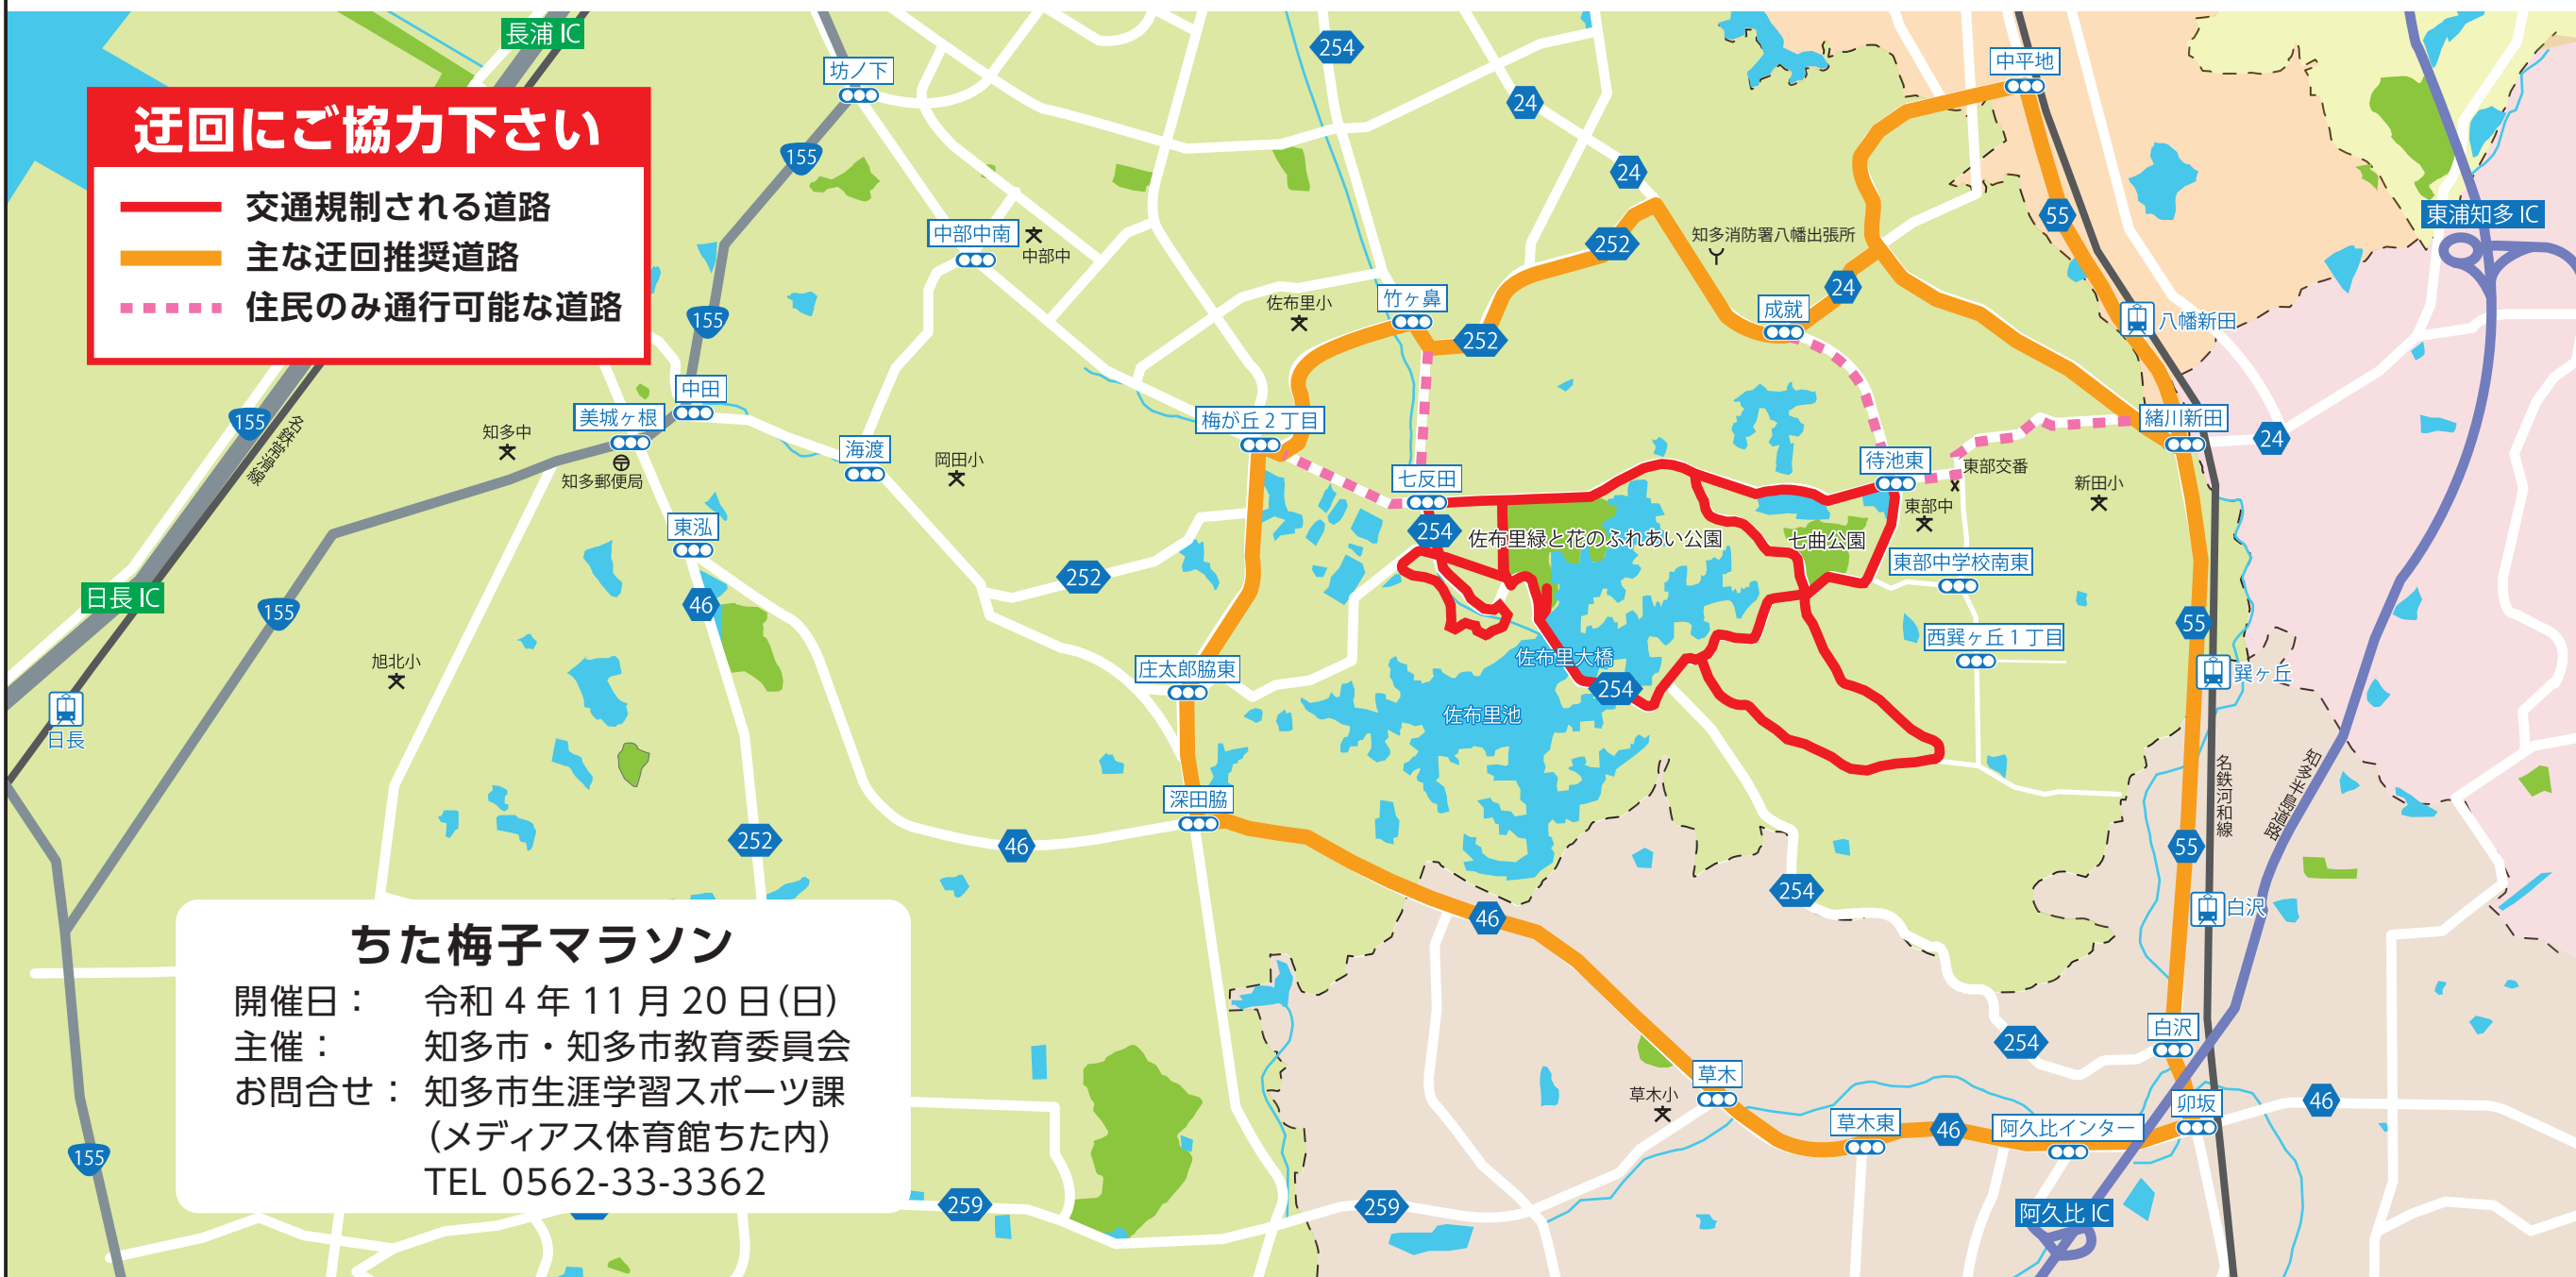 長浦 IC
迂回にご協力下さい
交通規制される道路
主な迂回推奨道路
住民のみ通行可能な道路
坊ノ下
155
254
24
24
中平地
55
東浦知多 IC
中部中南
中部中
252
知多消防署八幡出張所
155
佐布里小
竹ヶ鼻
252
成就
24
八幡新田
中田
美城ヶ根
155
名鉄常滑線
知多中
知多郵便局
海渡
岡田小
梅が丘 2 丁目
緒川新田
24
七反田
待池東
東部交番
新田小
東部中
254
佐布里緑と花のふれあい公園
七曲公園
東泓
252
東部中学校南東
日長 IC
155
46
55
西巽ヶ丘 1 丁目
旭北小
庄太郎脇東
佐布里大橋
254
巽ヶ丘
日長
佐布里池
名鉄河和線
知多半島道路
深田脇
252
46
55
254
46
白沢
ちた梅子マラソン
開催日： 令和 4 年 11 月 20 日（日）
主催： 知多市・知多市教育委員会
お問合せ： 知多市生涯学習スポーツ課
（メディアス体育館ちた内）
TEL 0562-33-3362
白沢
254
草木
草木小
草木東
46
阿久比インター
卯坂
46
155
259
259
阿久比 IC